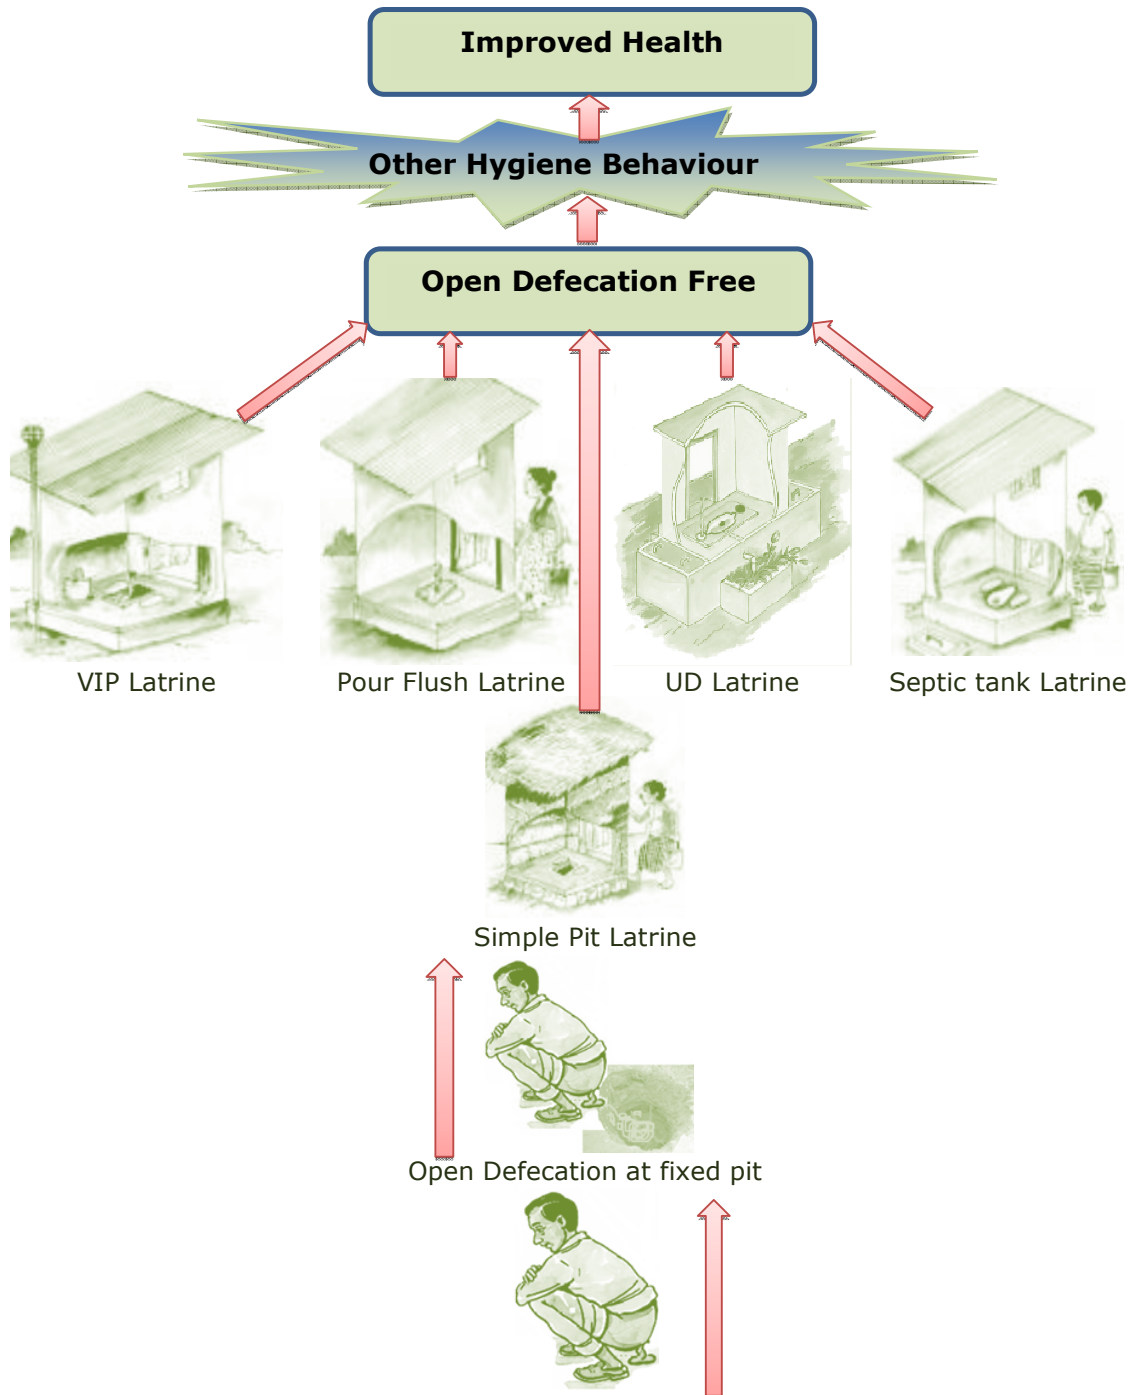 Improved Health
Other Hygiene Behaviour
Open Defecation Free
VIP Latrine
Pour Flush Latrine
UD Latrine
Septic tank Latrine
Simple Pit Latrine
Open Defecation at fixed pit